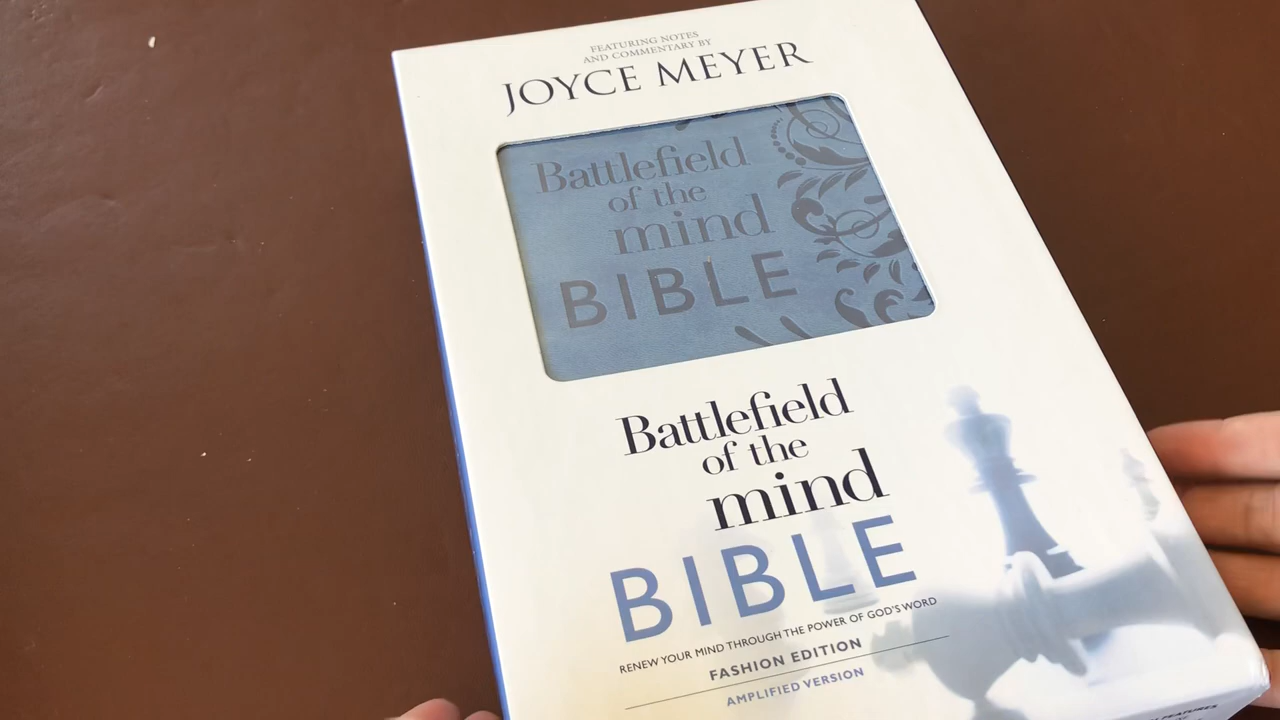 FEATURING NOTES
AND COMMENTARY BY
JOYCE MEYER
Battlefield
of the
mind
BIBLE
Battlefield
of the
mind
BIBLE
RENEW YOUR MIND THROUGH THE POWER OF GOD'S WORD
FASHION EDITION
AMPLIFIED VERSION
FEATURES